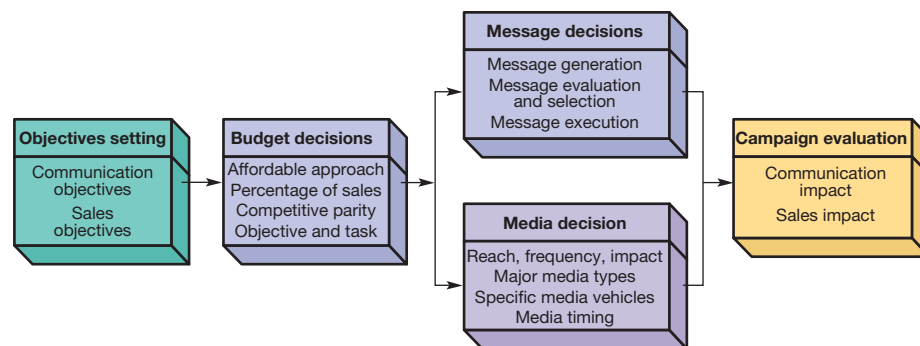 Objectives setting
Communication
objectives
Sales
objectives
Budget decisions
Affordable approach
Percentage of sales
Competitive parity
Objective and task
Message decisions
Message generation
Message evaluation
and selection
Message execution
Media decision
Reach, frequency, impact
Major media types
Specific media vehicles
Media timing
Campaign evaluation
Communication
impact
Sales impact